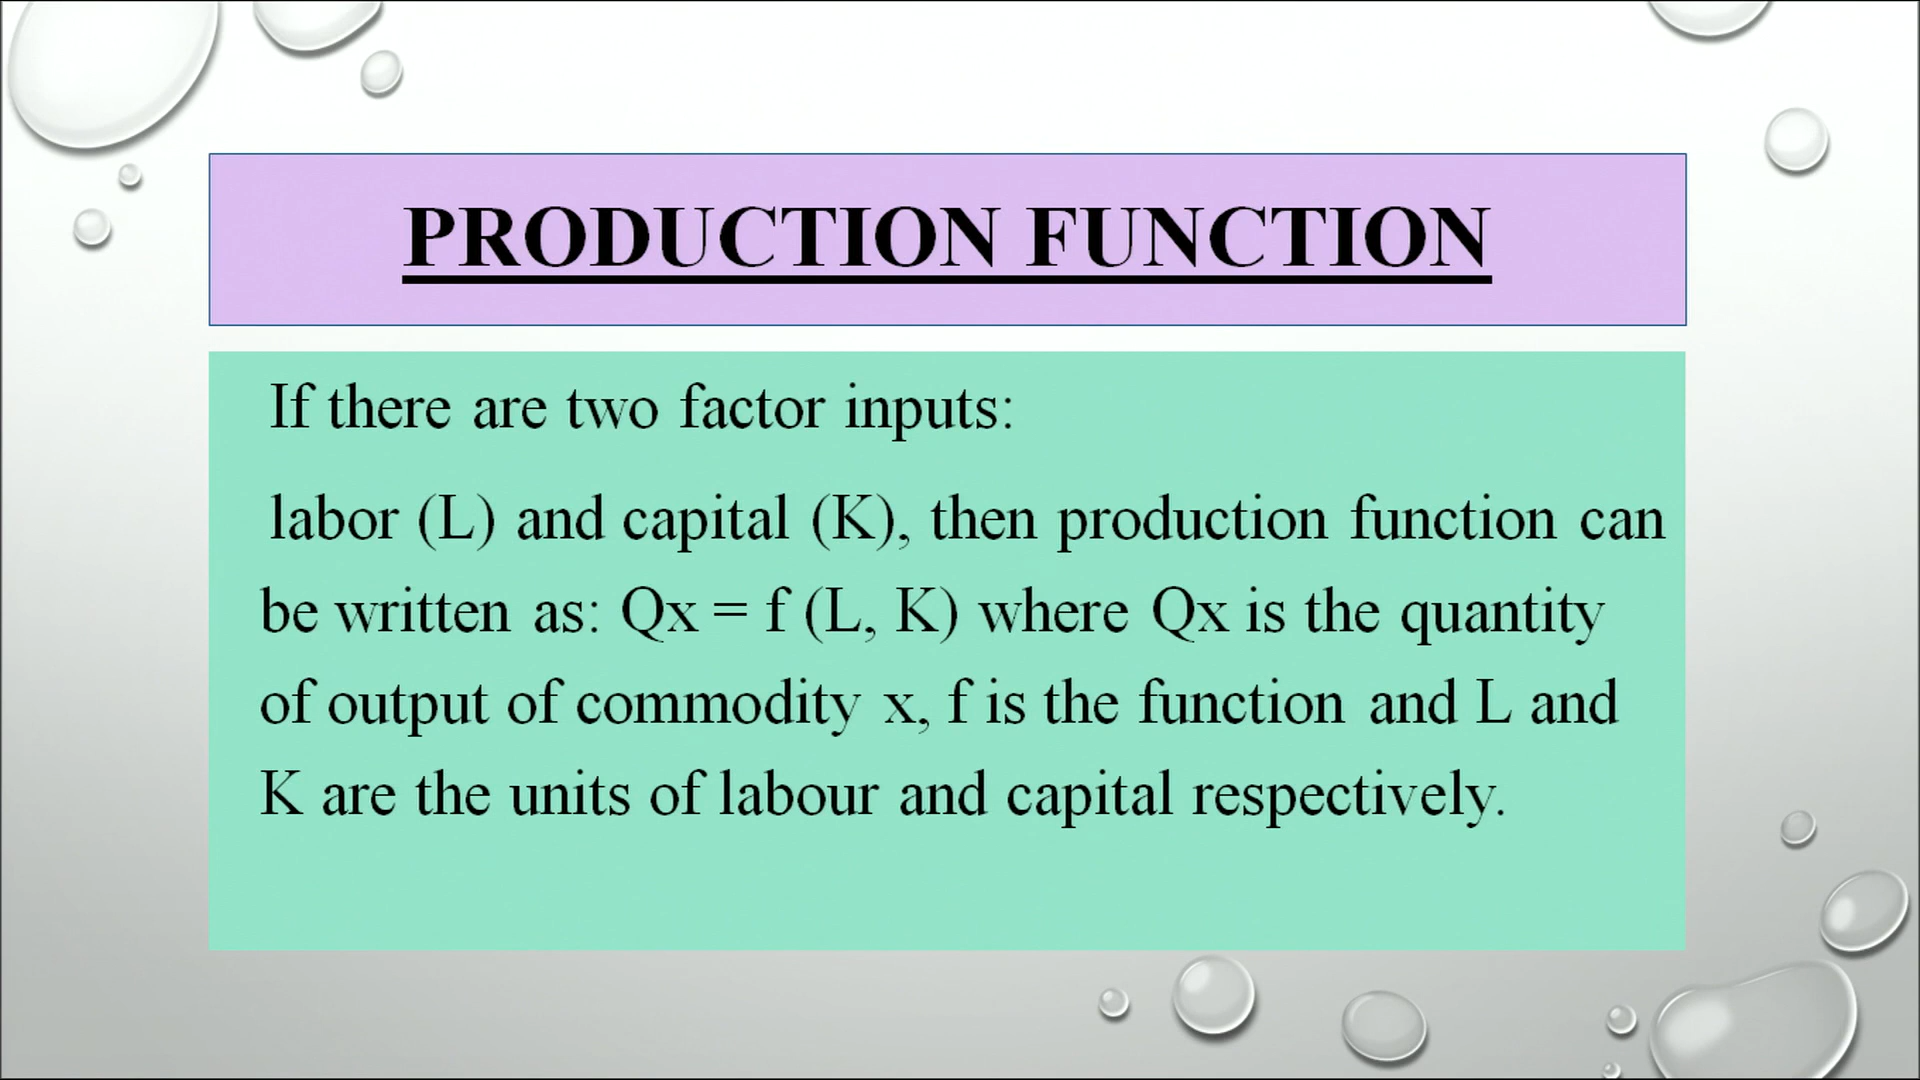 PRODUCTION FUNCTION
If there are two factor inputs:
labor (L) and capital (K), then production function can
be written as: Qx = f (L, K) where Qx is the quantity
of output of commodity x, f is the function and L and
K are the units of labour and capital respectively.